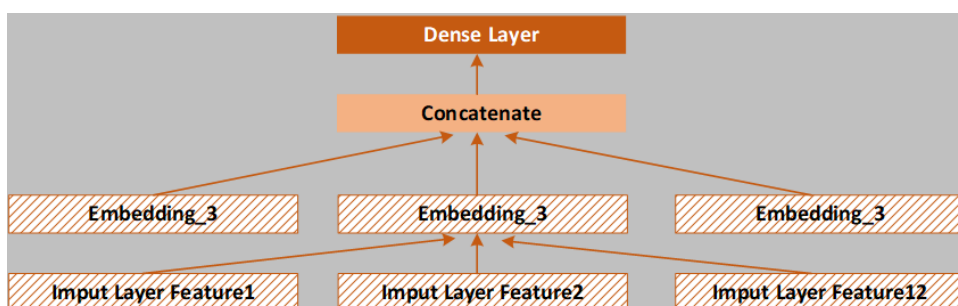 Dense Layer
Concatenate
Embedding_3 Embedding_3 Embedding_3
Imput Layer Feature1 Imput Layer Feature2 Imput Layer Feature12